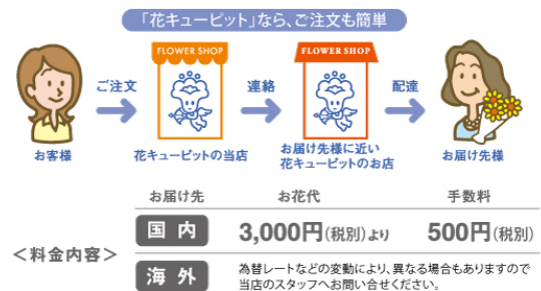 「花キューピット」なら、ご注文も簡単
FLOWER SHOP
FLOWER SHOP
ご注文
連絡
配達
お客様
花キューピットの当店
お届け先様に近い
花キューピットのお店
お届け先様
お届け先
お花代
手数料
<料金内容>
国内
3,000円(税別)より
500円(税別)
海外
為替レートなどの変動により、異なる場合もありますので
当店のスタッフへお問い合せください。